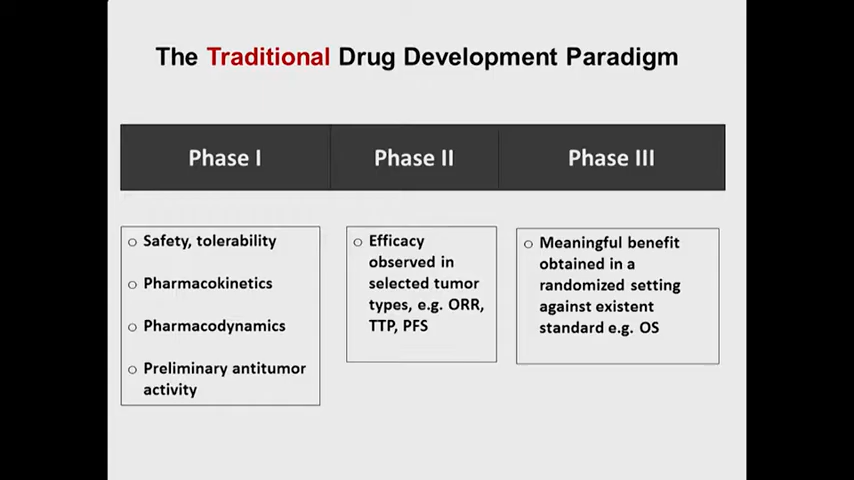 The Traditional Drug Development Paradigm
Phase I
Phase II
Phase III
○ Safety, tolerability
○ Pharmacokinetics
○ Pharmacodynamics
○ Preliminary antitumor
activity
○ Efficacy
observed in
selected tumor
types, e.g. ORR,
TTP, PFS
○ Meaningful benefit
obtained in a
randomized setting
against existent
standard e.g. OS